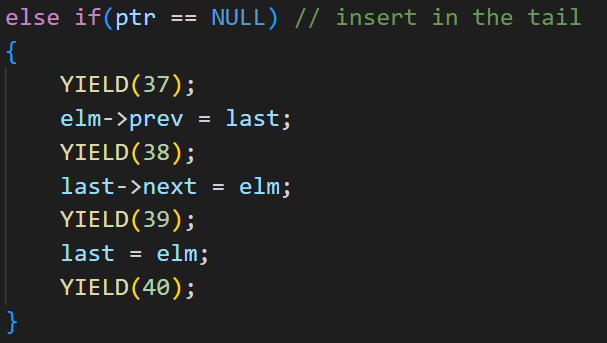 else if(ptr == NULL) // insert in the tail
{
    YIELD(37);
    elm->prev = last;
    YIELD(38);
    last->next = elm;
    YIELD(39);
    last = elm;
    YIELD(40);
}